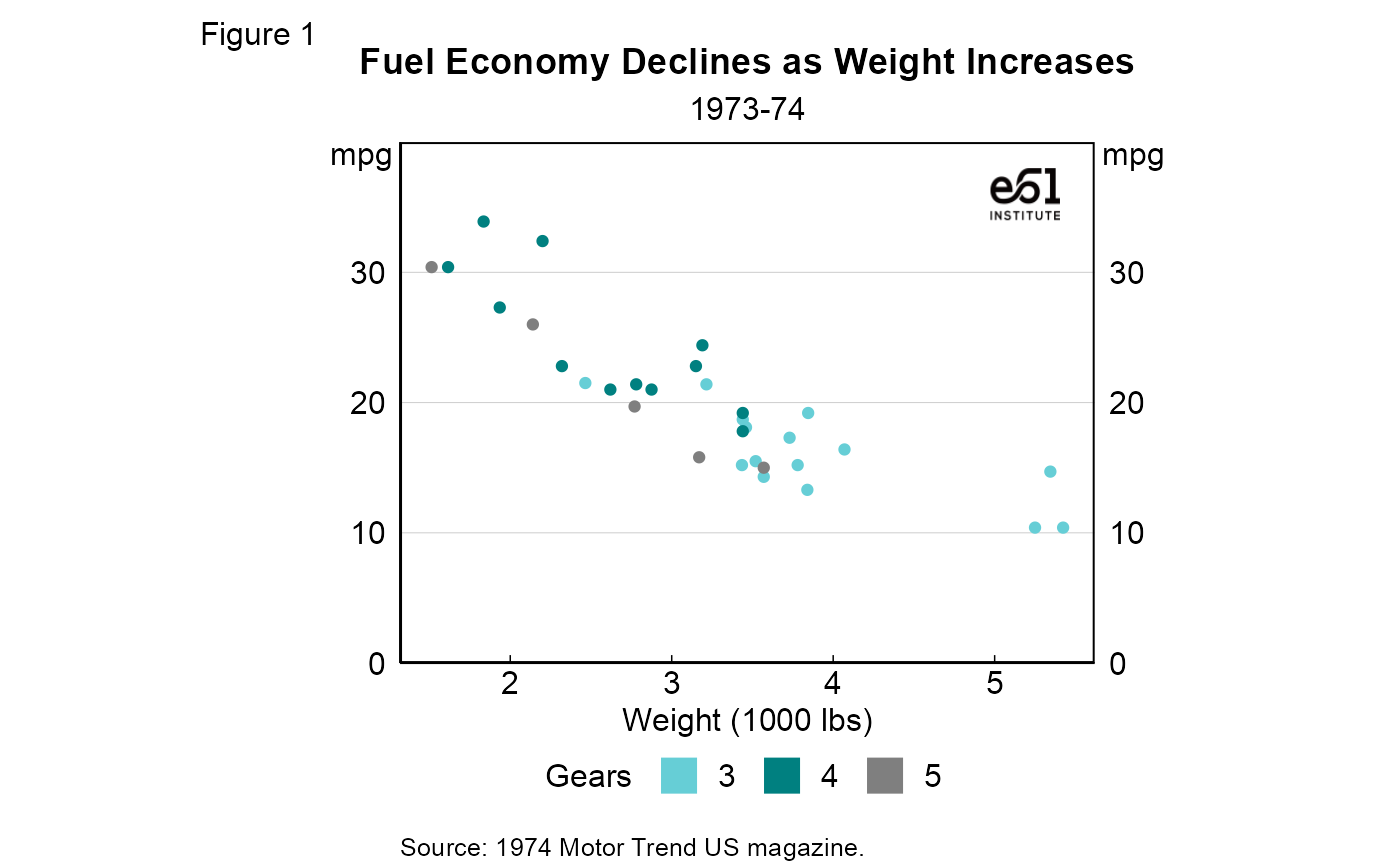 Figure 1
Fuel Economy Declines as Weight Increases
1973-74
mpg
mpg
e61
INSTITUTE
30
30
20
20
10
10
0
0
2 3 4 5
Weight (1000 lbs)
Gears 3 4 5
Source: 1974 Motor Trend US magazine.